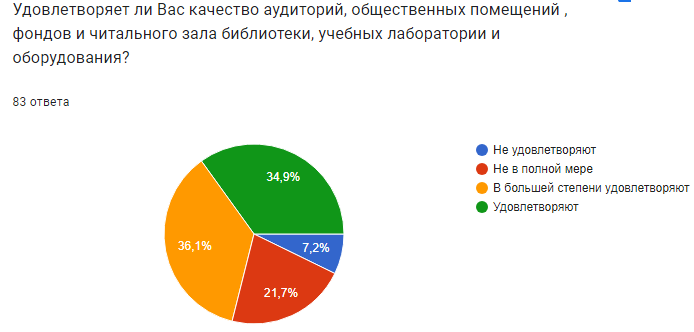 Удовлетворяет ли Вас качество аудиторий, общественных помещений ,
фондов и читального зала библиотеки, учебных лаборатории и
оборудования?
83 ответа
Не удовлетворяют
Не в полной мере
В большей степени удовлетворяют
Удовлетворяют
34,9%
36,1%
7,2%
21,7%